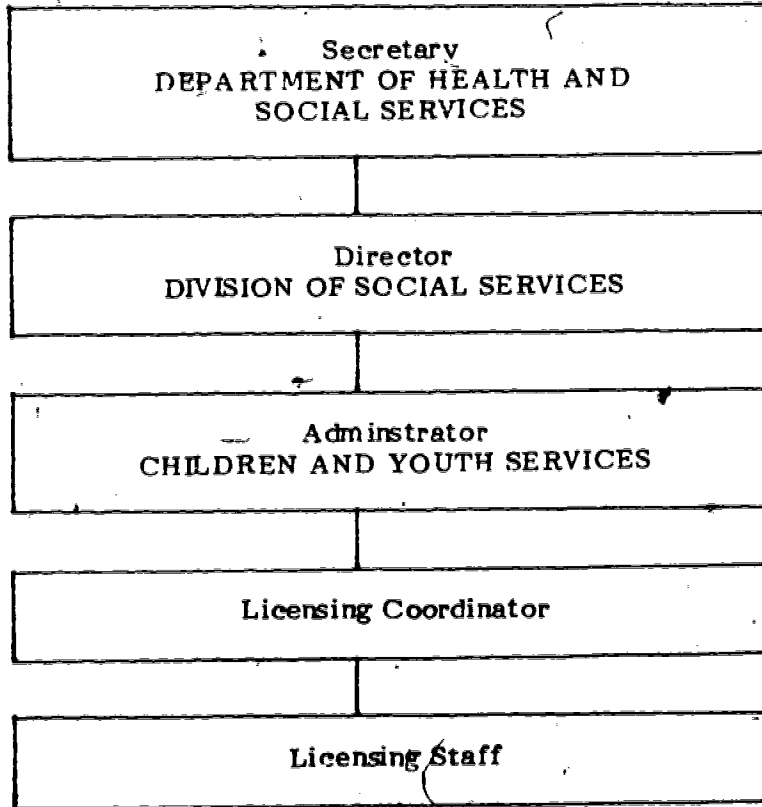 Secretary
DEPARTMENT OF HEALTH AND
SOCIAL SERVICES
Director
DIVISION OF SOCIAL SERVICES
Adminstrator
CHILDREN AND YOUTH SERVICES
Licensing Coordinator
Licensing Staff